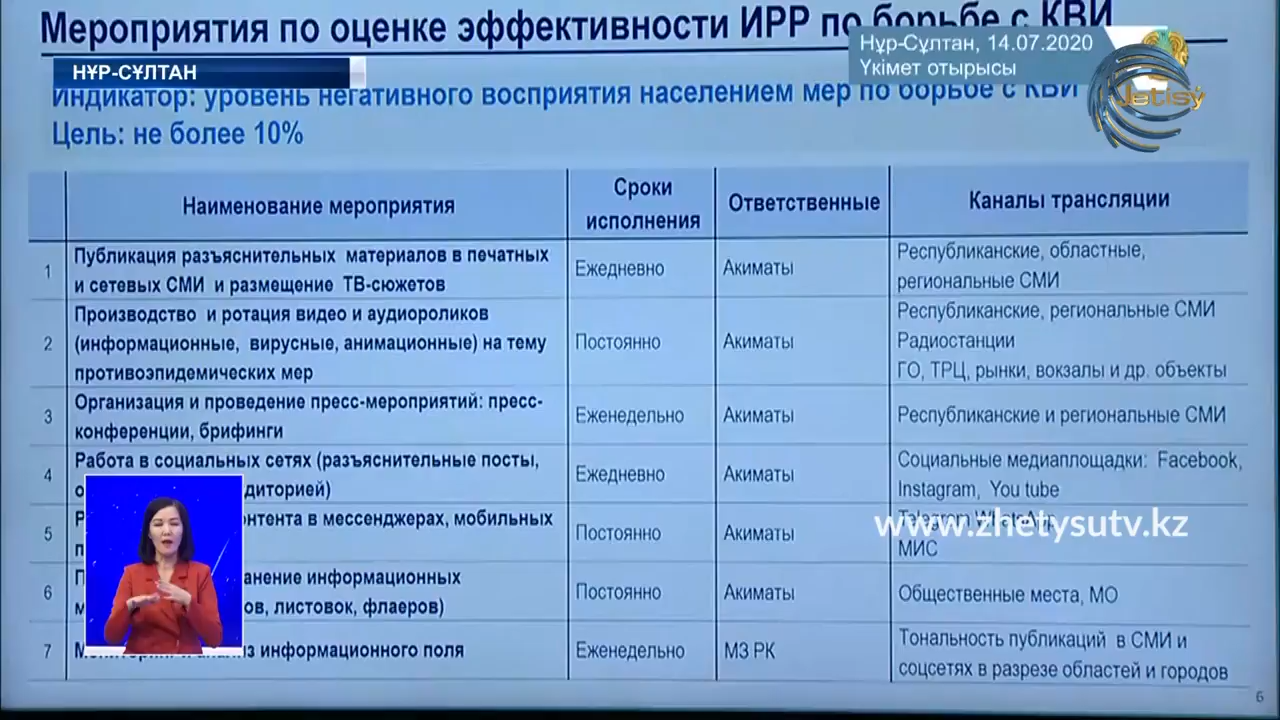 Мероприятия по оценке эффективности ИРР по борьбе с КВИ
Нұр-Сұлтан, 14.07.2020
Үкімет отырысы
НҰР-СҰЛТАН
Jetisý
Индикатор: уровень негативного восприятия населением мер по борьбе с КВИ
Цель: не более 10%
Наименование мероприятия
Сроки
исполнения
Ответственные
Каналы трансляции
1
Публикация разъяснительных материалов в печатных
и сетевых СМИ и размещение ТВ-сюжетов
Ежедневно
Акиматы
Республиканские, областные,
региональные СМИ
2
Производство и ротация видео и аудиороликов
(информационные, вирусные, анимационные) на тему
противоэпидемических мер
Постоянно
Акиматы
Республиканские, региональные СМИ
Радиостанции
ГО, ТРЦ, рынки, вокзалы и др. объекты
3
Организация и проведение пресс-мероприятий: пресс-
конференции, брифинги
Еженедельно
Акиматы
Республиканские и региональные СМИ
4
Работа в социальных сетях (разъяснительные посты,
Ежедневно
Акиматы
Социальные медиаплощадки: Facebook,
Instagram, You tube
5
в мессенджерах, мобильных
Постоянно
Акиматы
Telegram, WhatsApp
МИС
www.zhetysutv.kz
6
информационных
листовок, флаеров)
Постоянно
Акиматы
Общественные места, МО
7
информационного поля
Еженедельно
МЗ РК
Тональность публикаций в СМИ и
соцсетях в разрезе областей и городов
6